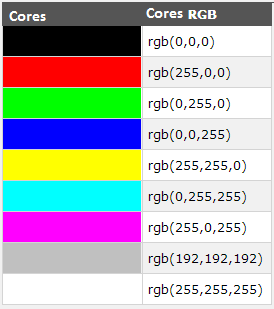 Cores Cores RGB
rgb(0,0,0)
rgb(255,0,0)
rgb(0,255,0)
rgb(0,0,255)
rgb(255,255,0)
rgb(0,255,255)
rgb(255,0,255)
rgb(192,192,192)
rgb(255,255,255)